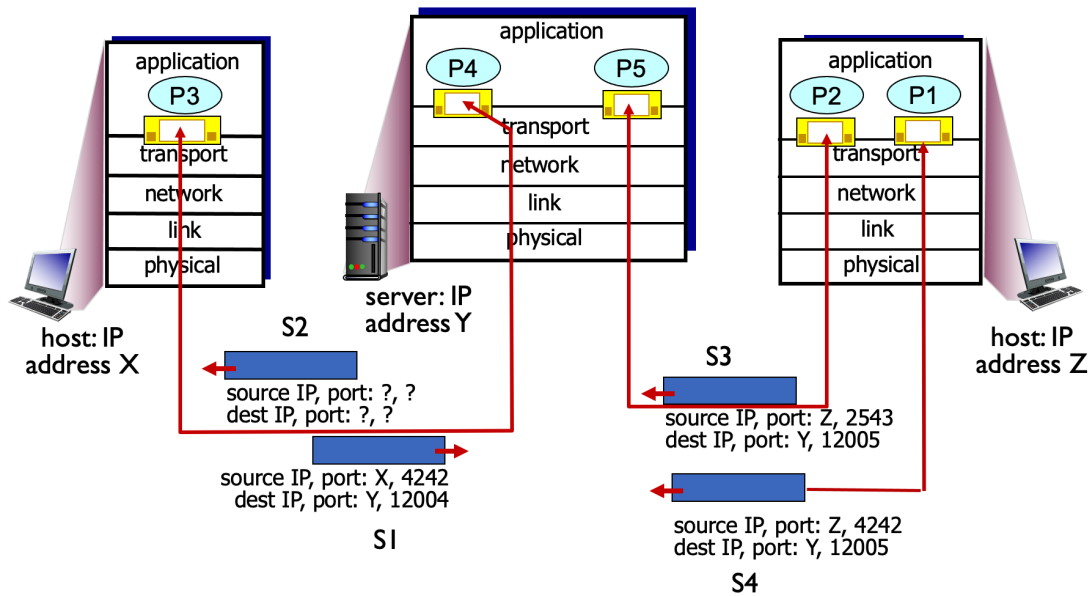 application
P3
transport
network
link
physical
host: IP
address X
application
P4
P5
transport
network
link
physical
server: IP
address Y
application
P2
P1
transport
network
link
physical
host: IP
address Z
S2
source IP, port: ?, ?
dest IP, port: ?, ?
source IP, port: X, 4242
dest IP, port: Y, 12004
S1
S3
source IP, port: Z, 2543
dest IP, port: Y, 12005
source IP, port: Z, 4242
dest IP, port: Y, 12005
S4